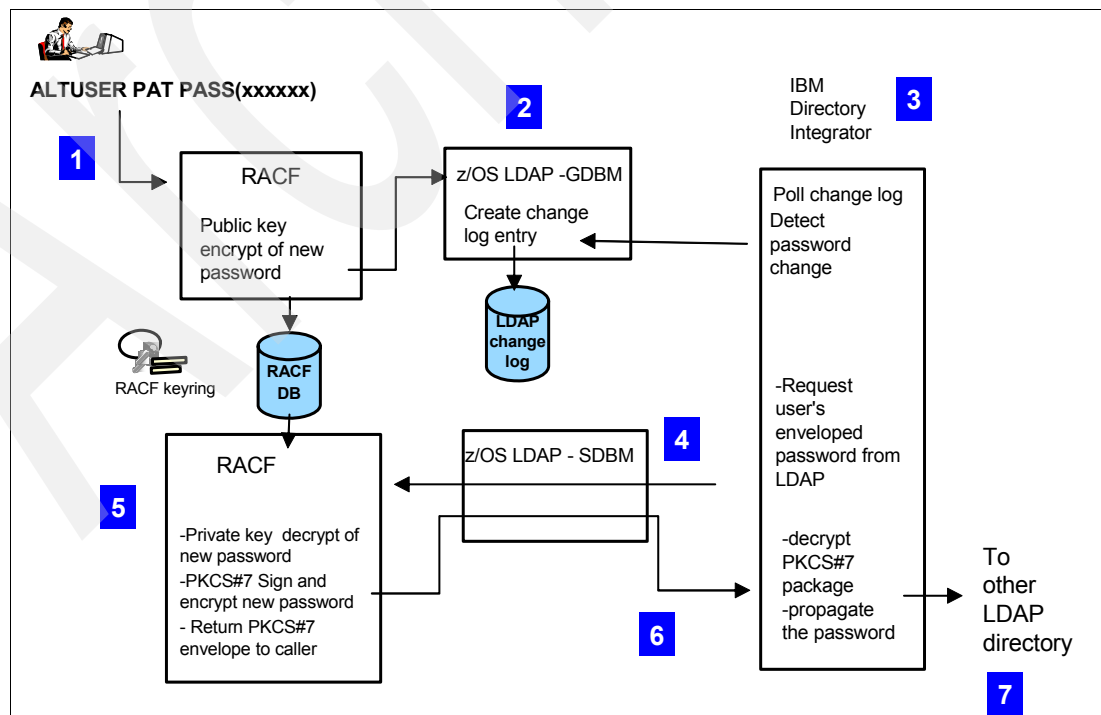 ALTUSER PAT PASS(xxxxxx)
1
RACF
Public key
encrypt of new
password
2
z/OS LDAP -GDBM
Create change
log entry
LDAP
change
log
IBM
Directory
Integrator
3
Poll change log
Detect
password
change
RACF keyring
RACF
DB
-Request
user's
enveloped
password from
LDAP
4
z/OS LDAP - SDBM
5
RACF
-Private key decrypt of
new password
-PKCS#7 Sign and
encrypt new password
- Return PKCS#7
envelope to caller
6
-decrypt
PKCS#7
package
-propagate
the password
To
other
LDAP
directory
7